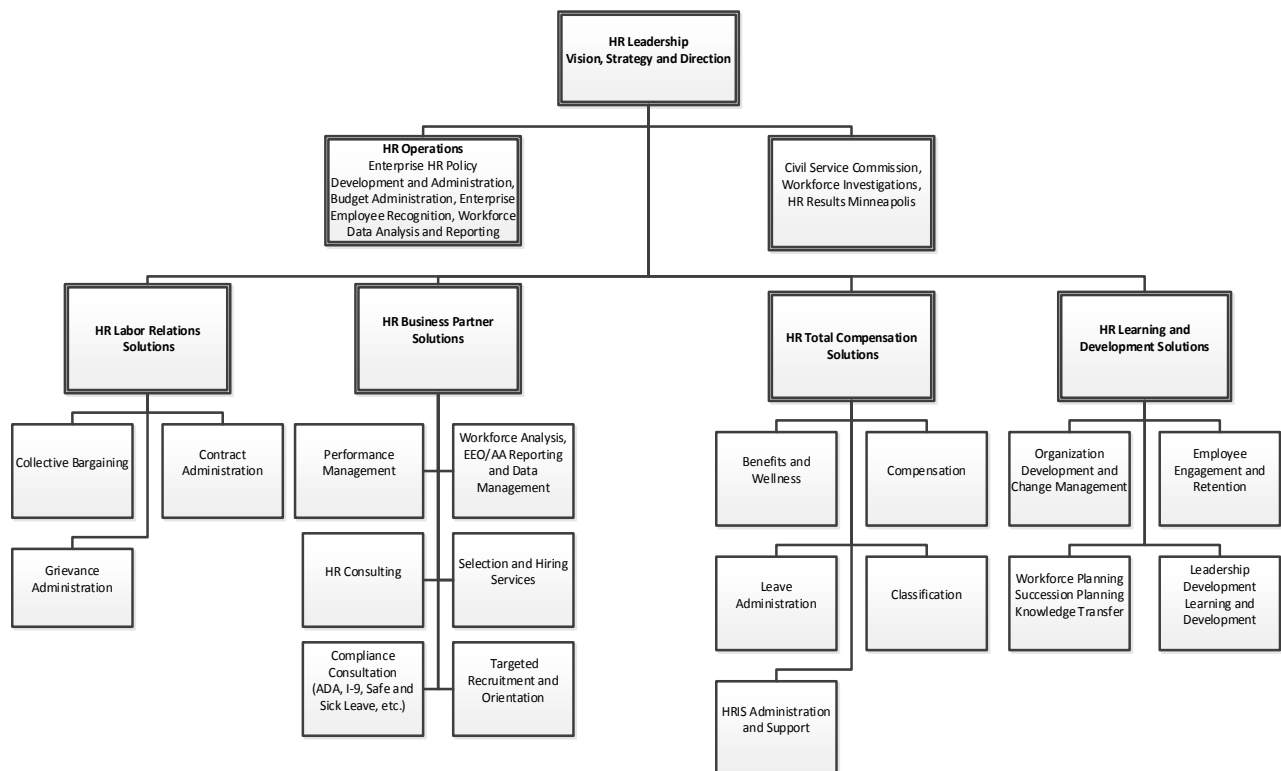 HR Leadership
Vision, Strategy and Direction
HR Operations
Enterprise HR Policy
Development and Administration,
Budget Administration, Enterprise
Employee Recognition, Workforce
Data Analysis and Reporting
Civil Service Commission,
Workforce Investigations,
HR Results Minneapolis
HR Labor Relations
Solutions
HR Business Partner
Solutions
HR Total Compensation
Solutions
HR Learning and
Development Solutions
Collective Bargaining
Contract
Administration
Grievance
Administration
Performance
Management
Workforce Analysis,
EEO/AA Reporting
and Data
Management
HR Consulting
Selection and Hiring
Services
Compliance
Consultation
(ADA, I-9, Safe and
Sick Leave, etc.)
Targeted
Recruitment and
Orientation
Benefits and
Wellness
Compensation
Leave
Administration
Classification
HRIS Administration
and Support
Organization
Development and
Change Management
Employee
Engagement and
Retention
Workforce Planning
Succession Planning
Knowledge Transfer
Leadership
Development
Learning and
Development